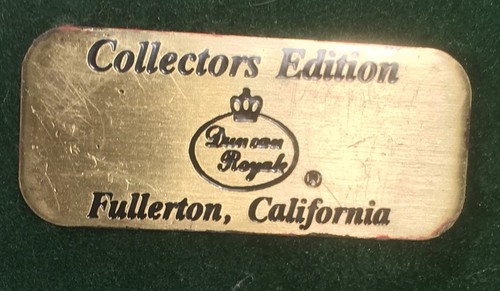 Collectors Edition
Duncan
Royale
®
Fullerton, California